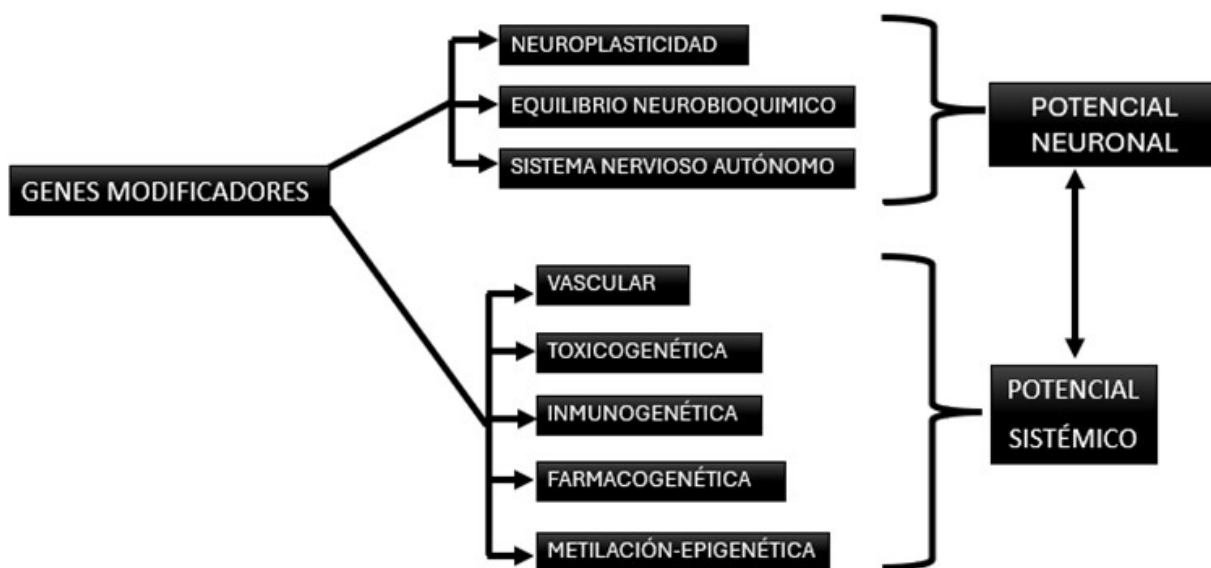 NEUROPLASTICIDAD
EQUILIBRIO NEUROBIOQUIMICO
SISTEMA NERVIOSO AUTÓNOMO
GENES MODIFICADORES
POTENCIAL
NEURONAL
VASCULAR
TOXICOGENÉTICA
INMUNOGENÉTICA
FARMACOGENÉTICA
METILACIÓN-EPIGENÉTICA
POTENCIAL
SISTÉMICO